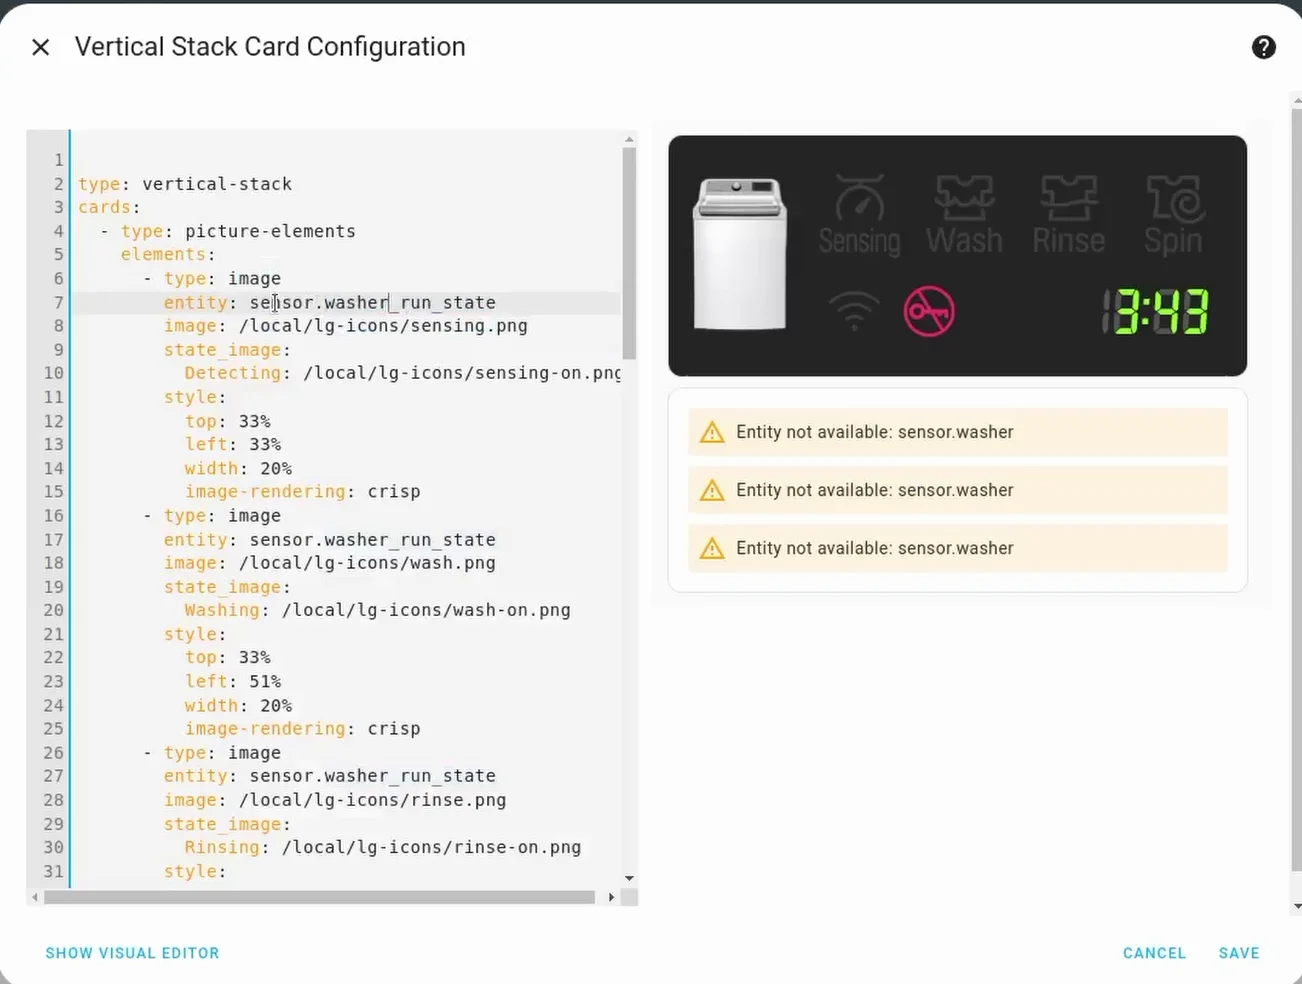 Vertical Stack Card Configuration
1
2 type: vertical-stack
3 cards:
4   - type: picture-elements
5     elements:
6       - type: image
7         entity: sensor.washer_run_state
8         image: /local/lg-icons/sensing.png
9         state_image:
10           Detecting: /local/lg-icons/sensing-on.png
11         style:
12           top: 33%
13           left: 33%
14           width: 20%
15           image-rendering: crisp
16       - type: image
17         entity: sensor.washer_run_state
18         image: /local/lg-icons/wash.png
19         state_image:
20           Washing: /local/lg-icons/wash-on.png
21         style:
22           top: 33%
23           left: 51%
24           width: 20%
25           image-rendering: crisp
26       - type: image
27         entity: sensor.washer_run_state
28         image: /local/lg-icons/rinse.png
29         state_image:
30           Rinsing: /local/lg-icons/rinse-on.png
31         style:
Sensing Wash Rinse Spin
3:43
Entity not available: sensor.washer
Entity not available: sensor.washer
Entity not available: sensor.washer
SHOW VISUAL EDITOR
CANCEL SAVE